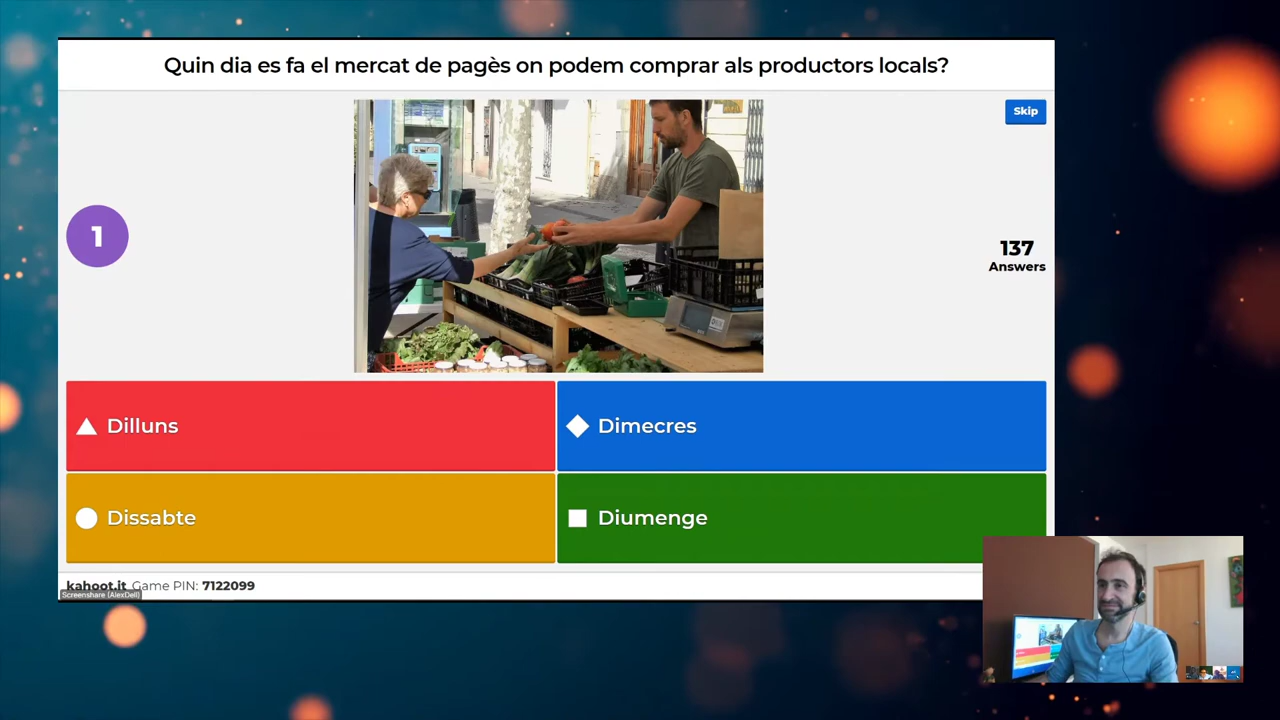 Quin dia es fa el mercat de pagès on podem comprar als productors locals?
Skip
1
137
Answers
Dilluns
Dimecres
Dissabte
Diumenge
kahoot.it Game PIN: 7122099
Screenshare (AlexDell)